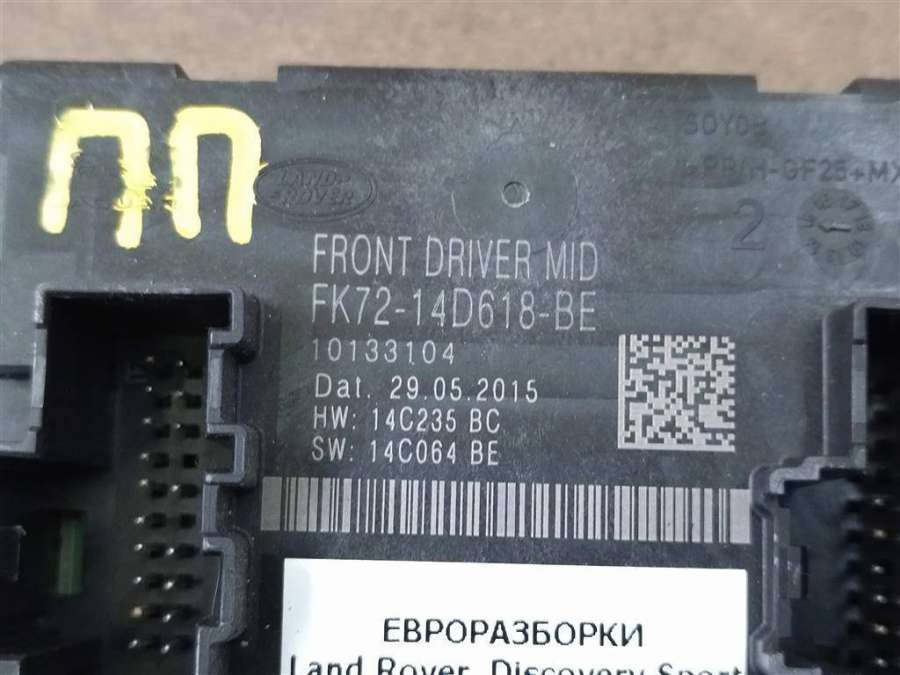 ПП
LAND
ROVER
2
FRONT DRIVER MID
FK72-14D618-BE
10133104
Dat. 29.05.2015
HW: 14C235 BC
SW: 14C064 BE
ЕВРОРАЗБОРКИ
Land Rover Discovery Sport